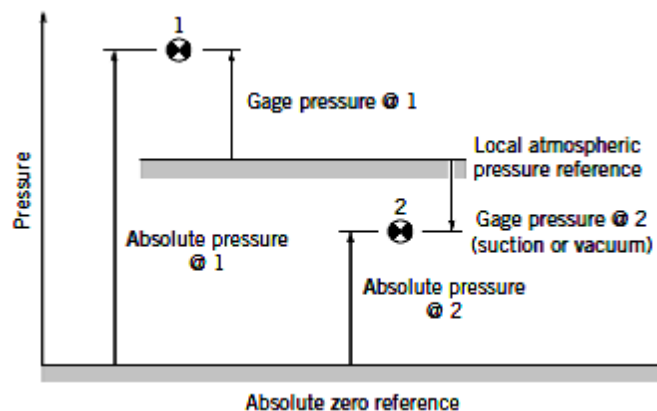 1
Gage pressure @ 1
Local atmospheric
pressure reference
Pressure
2
Gage pressure @ 2
(suction or vacuum)
Absolute pressure
@ 1
Absolute pressure
@ 2
Absolute zero reference